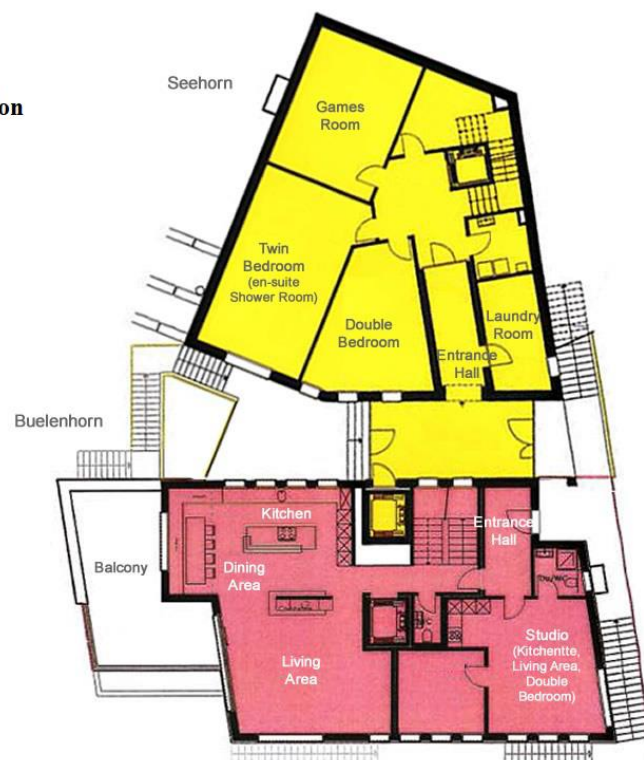 Seehorn
on
Games
Room
Twin
Bedroom
(en-suite
Shower Room)
Double
Bedroom
Laundry
Room
Entrance
Hall
Buelenhorn
Kitchen
Entrance
Hall
Balcony
Dining
Area
Living
Area
Studio
(Kitchentte,
Living Area,
Double
Bedroom)